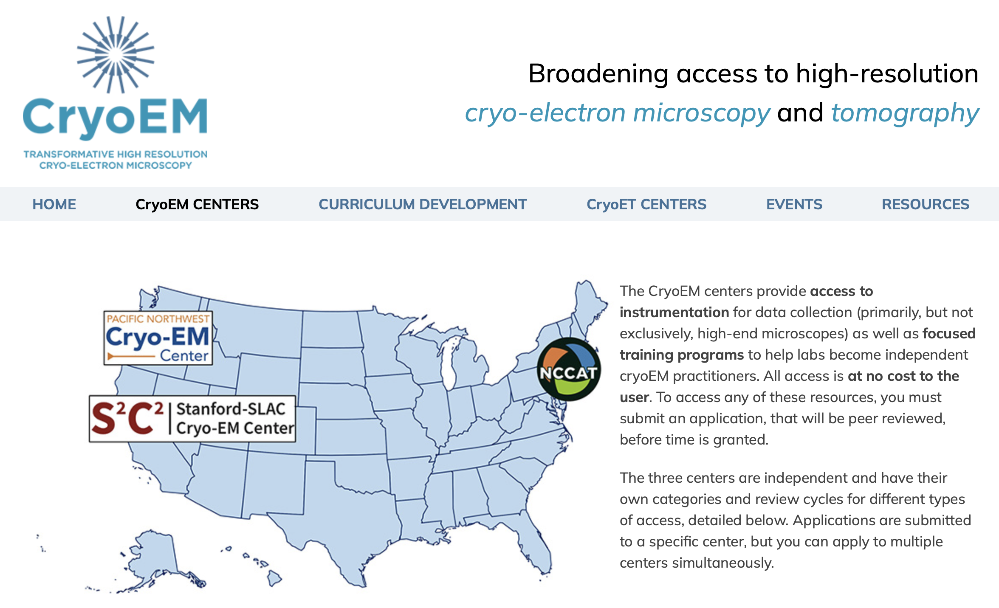 CryoEM
TRANSFORMATIVE HIGH RESOLUTION
CRYO-ELECTRON MICROSCOPY
Broadening access to high-resolution
cryo-electron microscopy and tomography
HOME CryoEM CENTERS CURRICULUM DEVELOPMENT CryoET CENTERS EVENTS RESOURCES
PACIFIC NORTHWEST
Cryo-EM
Center
S²C² Stanford-SLAC
Cryo-EM Center
NCCAT
The CryoEM centers provide access to
instrumentation for data collection (primarily, but not
exclusively, high-end microscopes) as well as focused
training programs to help labs become independent
cryoEM practitioners. All access is at no cost to the
user. To access any of these resources, you must
submit an application, that will be peer reviewed,
before time is granted.
The three centers are independent and have their
own categories and review cycles for different types
of access, detailed below. Applications are submitted
to a specific center, but you can apply to multiple
centers simultaneously.